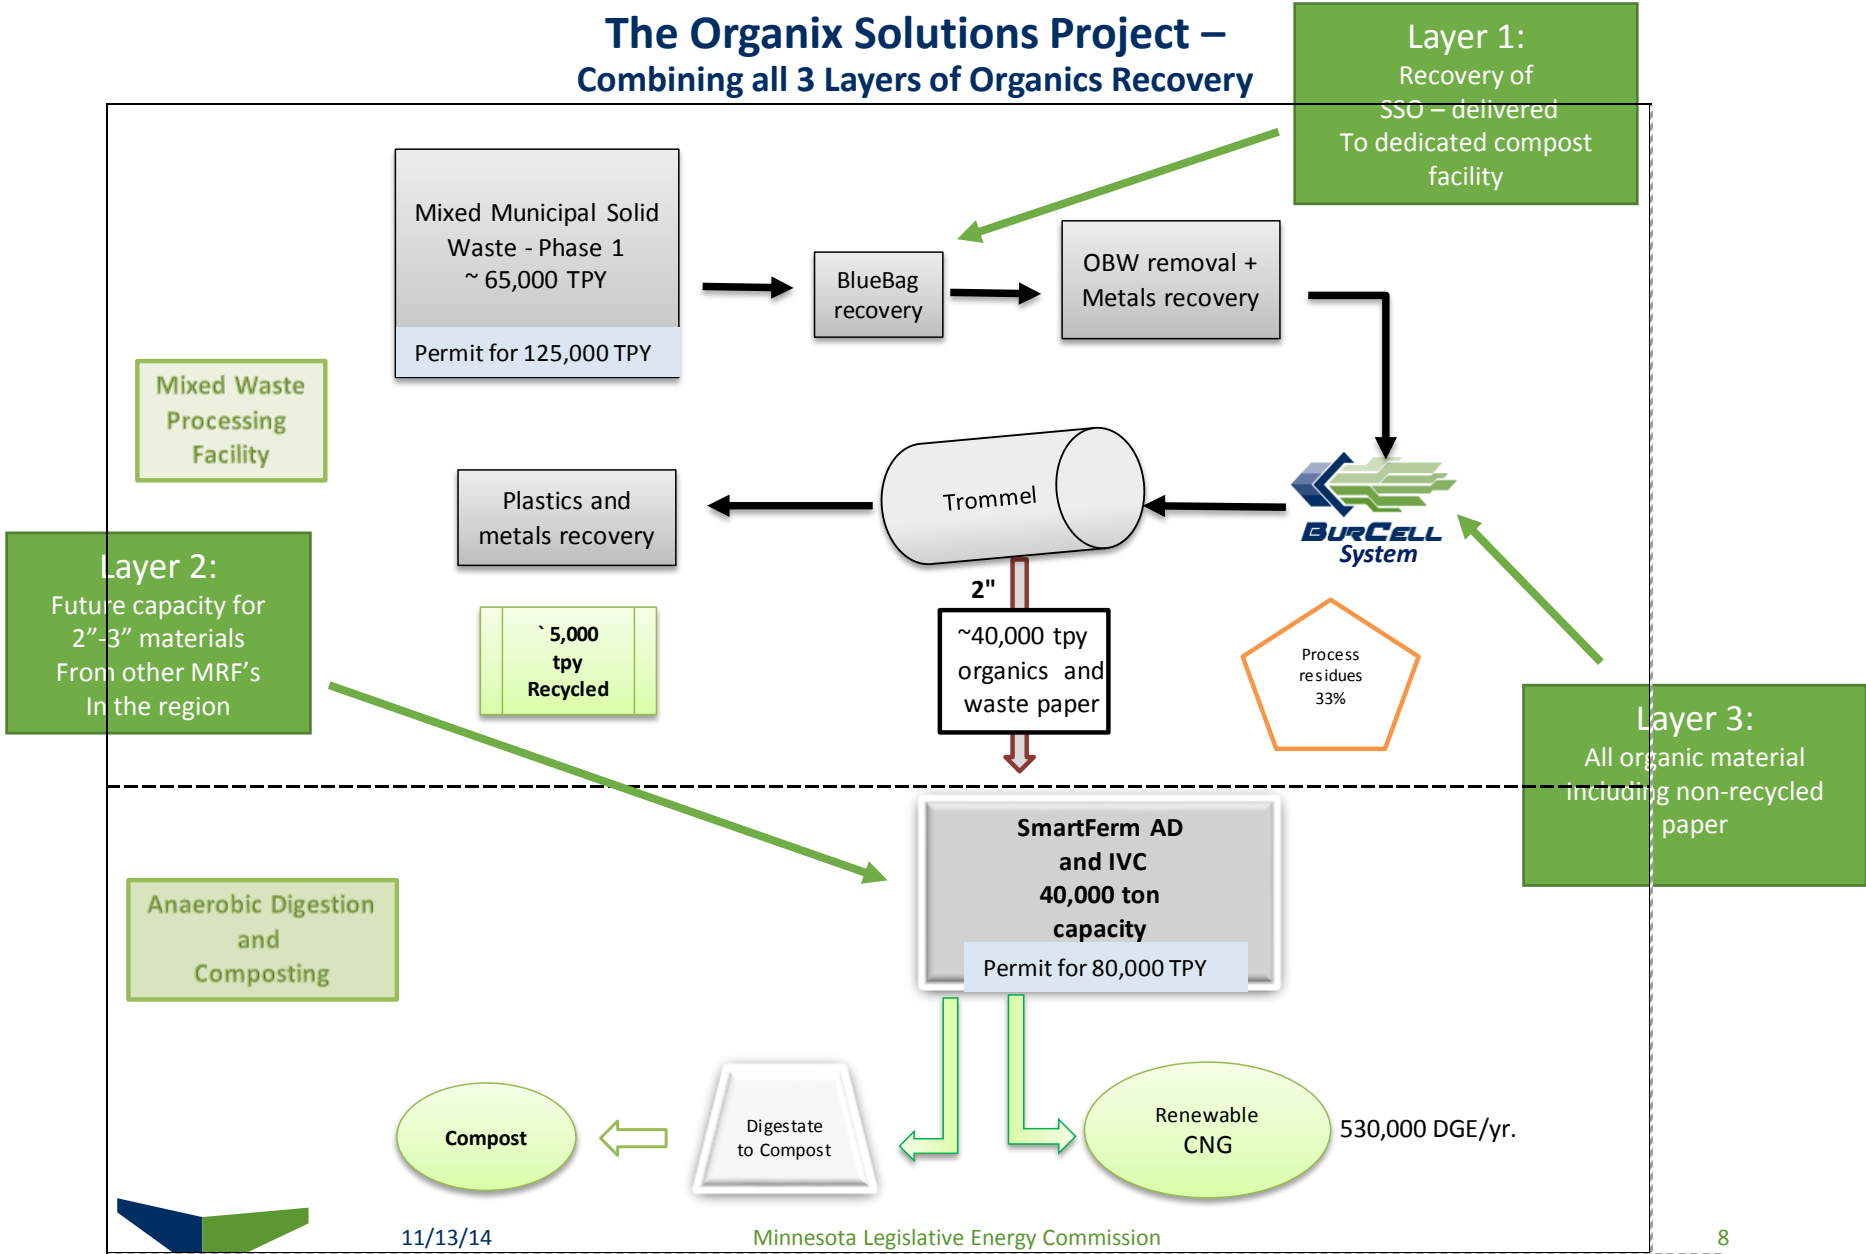 The Organix Solutions Project –
Combining all 3 Layers of Organics Recovery
Layer 1:
Recovery of
SSO – delivered
To dedicated compost
facility
Mixed Municipal Solid
Waste - Phase 1
~ 65,000 TPY
Permit for 125,000 TPY
BlueBag
recovery
OBW removal +
Metals recovery
Mixed Waste
Processing
Facility
Plastics and
metals recovery
Trommel
BURCELL
System
Layer 2:
Future capacity for
2”-3” materials
From other MRF’s
In the region
` 5,000
tpy
Recycled
2"
~40,000 tpy
organics and
waste paper
Process
residues
33%
Layer 3:
All organic material
including non-recycled
paper
SmartFerm AD
and IVC
40,000 ton
capacity
Permit for 80,000 TPY
Anaerobic Digestion
and
Composting
Compost
Digestate
to Compost
Renewable
CNG
530,000 DGE/yr.
11/13/14
Minnesota Legislative Energy Commission
8